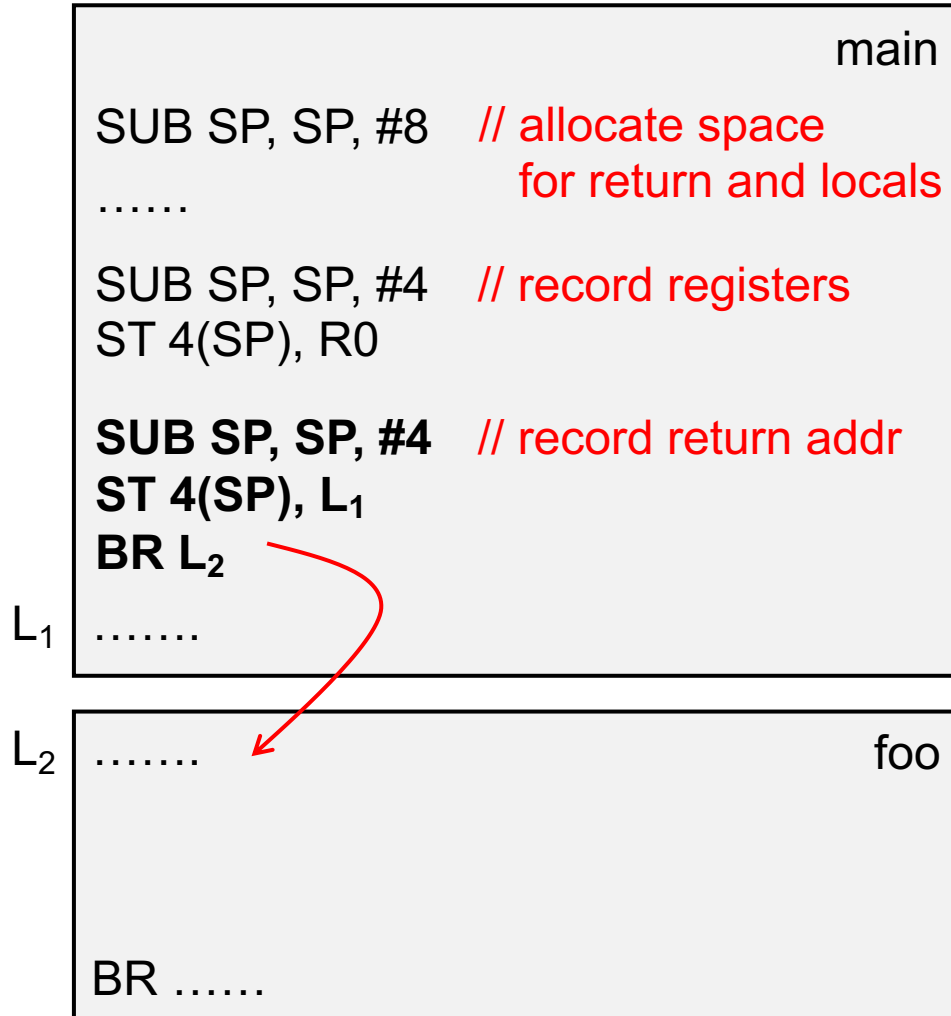 main
SUB SP, SP, #8 // allocate space
for return and locals
……
SUB SP, SP, #4 // record registers
ST 4(SP), R0
SUB SP, SP, #4 // record return addr
ST 4(SP), L₁
BR L₂
L₁ …….
L₂ ……. foo
BR ……